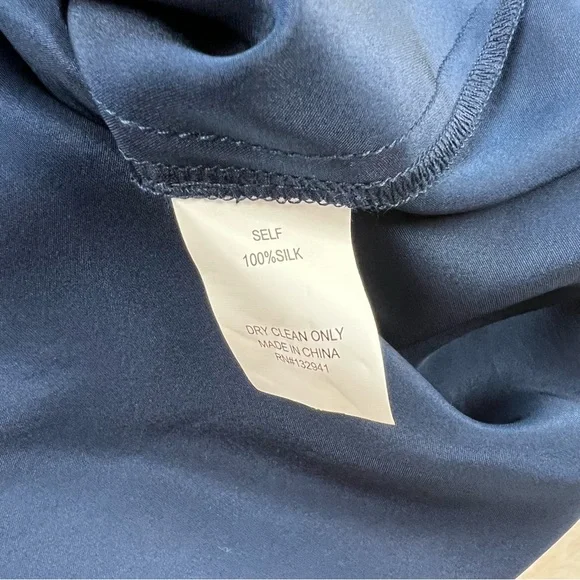 SELF
100%SILK
DRY CLEAN ONLY
MADE IN CHINA
RN#132941